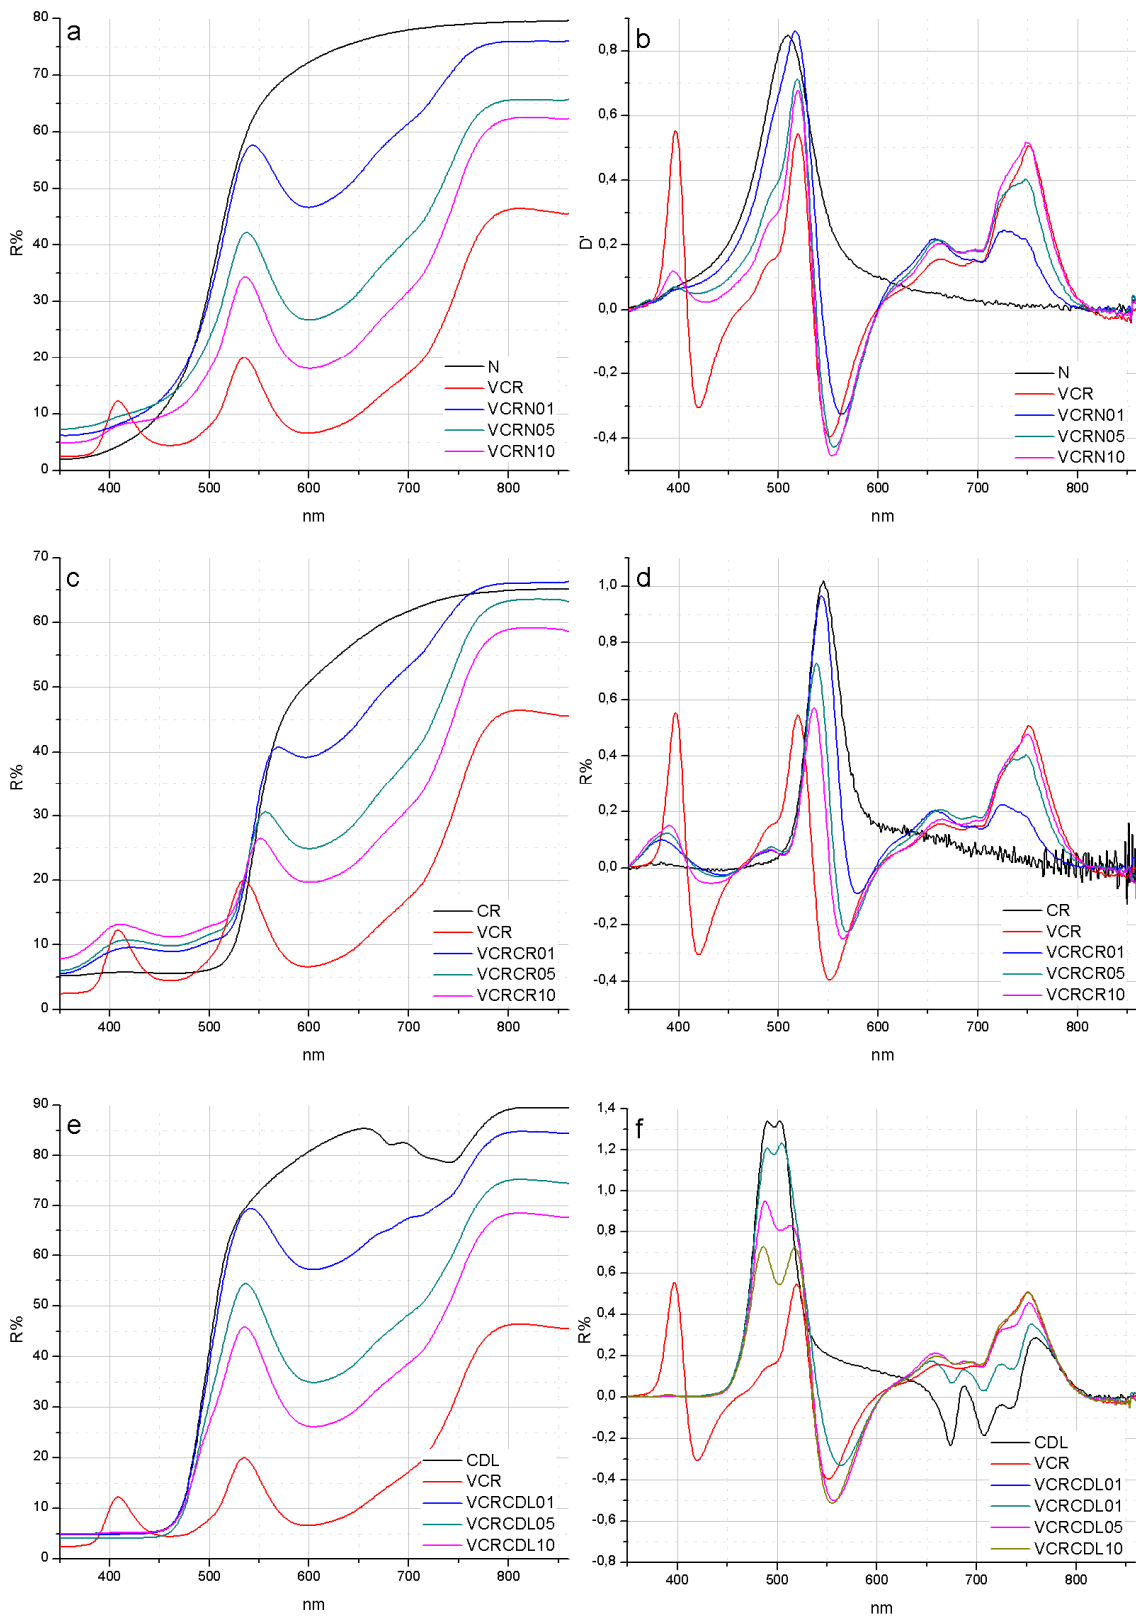 a
80
70
60
50
40
30
20
10
0
R%
400
500
600
700
800
nm
N
VCR
VCRN01
VCRN05
VCRN10
b
0,8
0,6
0,4
0,2
0,0
-0,2
-0,4
D'
400
500
600
700
800
nm
N
VCR
VCRN01
VCRN05
VCRN10
c
70
60
50
40
30
20
10
0
R%
400
500
600
700
800
nm
CR
VCR
VCRCR01
VCRCR05
VCRCR10
d
1,0
0,8
0,6
0,4
0,2
0,0
-0,2
-0,4
R%
400
500
600
700
800
nm
CR
VCR
VCRCR01
VCRCR05
VCRCR10
e
90
80
70
60
50
40
30
20
10
0
R%
400
500
600
700
800
nm
CDL
VCR
VCRCDL01
VCRCDL05
VCRCDL10
f
1,4
1,2
1,0
0,8
0,6
0,4
0,2
0,0
-0,2
-0,4
-0,6
-0,8
R%
400
500
600
700
800
nm
CDL
VCR
VCRCDL01
VCRCDL01
VCRCDL05
VCRCDL10